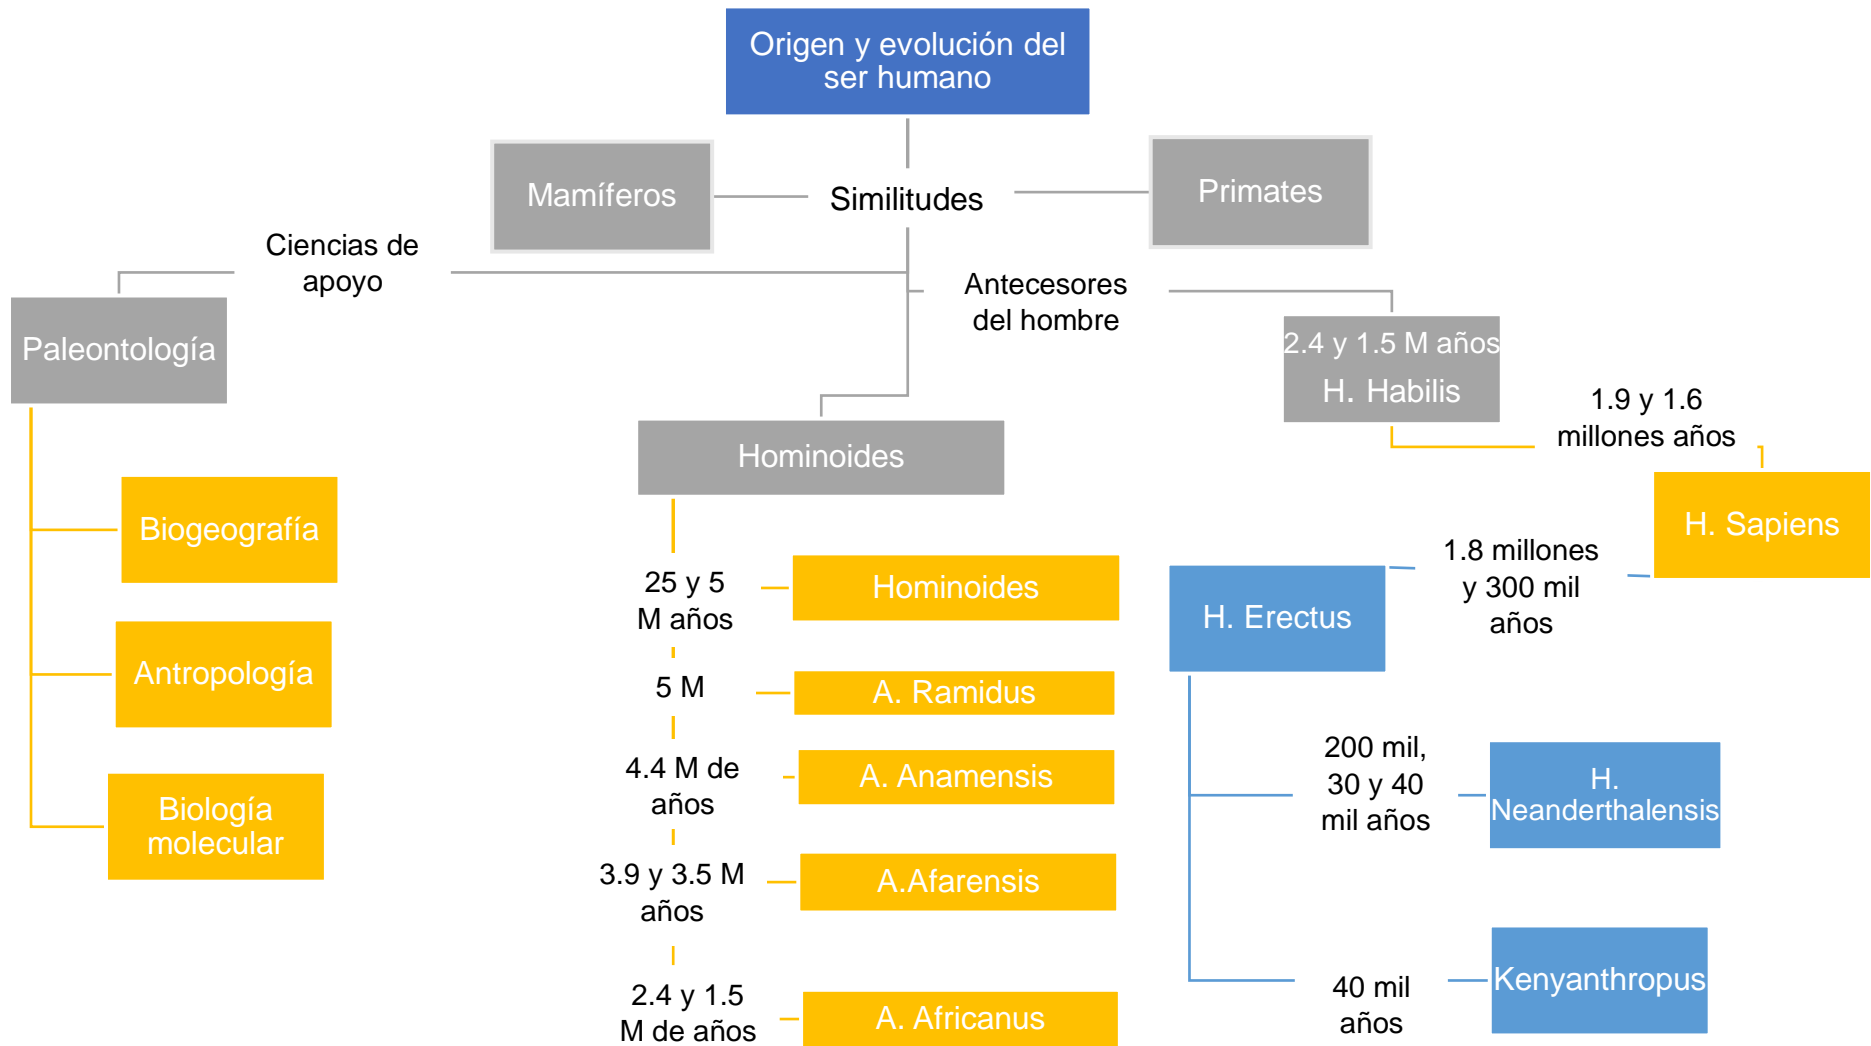 Origen y evolución del
ser humano
Mamíferos
Similitudes
Primates
Ciencias de
apoyo
Antecesores
del hombre
Paleontología
2.4 y 1.5 M años
H. Habilis
1.9 y 1.6
millones años
Hominoides
Biogeografía
H. Sapiens
25 y 5
M años
Hominoides
1.8 millones
y 300 mil
años
H. Erectus
Antropología
5 M
A. Ramidus
4.4 M de
años
A. Anamensis
200 mil,
30 y 40
mil años
H.
Neanderthalensis
Biología
molecular
3.9 y 3.5 M
años
A.Afarensis
2.4 y 1.5
M de años
A. Africanus
40 mil
años
Kenyanthropus